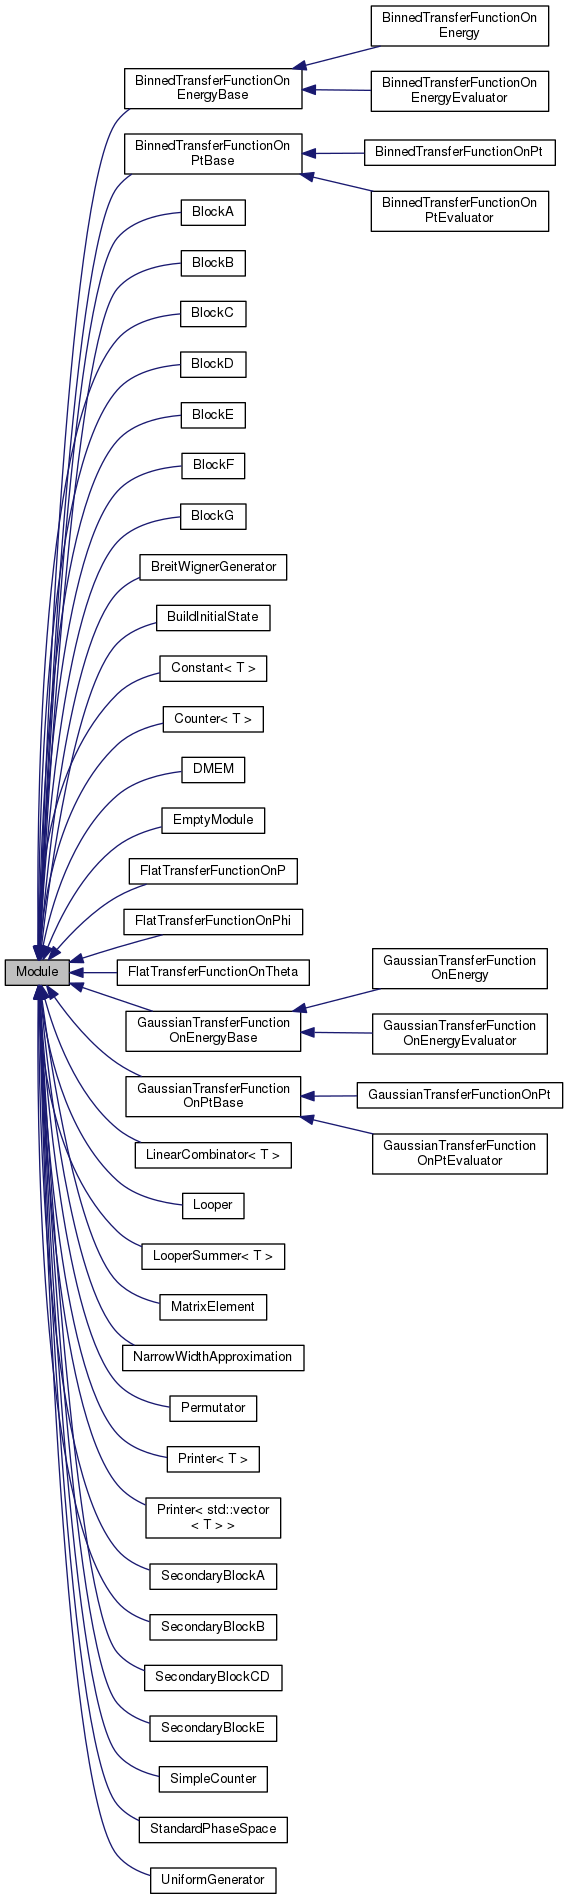 BinnedTransferFunctionOn
Energy
BinnedTransferFunctionOn
EnergyBase
BinnedTransferFunctionOn
EnergyEvaluator
BinnedTransferFunctionOn
PtBase
BinnedTransferFunctionOnPt
BinnedTransferFunctionOn
PtEvaluator
BlockA
BlockB
BlockC
BlockD
BlockE
BlockF
BlockG
BreitWignerGenerator
BuildInitialState
Constant< T >
Counter< T >
DMEM
EmptyModule
FlatTransferFunctionOnP
FlatTransferFunctionOnPhi
Module
FlatTransferFunctionOnTheta
GaussianTransferFunction
OnEnergy
GaussianTransferFunction
OnEnergyBase
GaussianTransferFunction
OnEnergyEvaluator
GaussianTransferFunction
OnPtBase
GaussianTransferFunctionOnPt
GaussianTransferFunction
OnPtEvaluator
LinearCombinator< T >
Looper
LooperSummer< T >
MatrixElement
NarrowWidthApproximation
Permutator
Printer< T >
Printer< std::vector
< T > >
SecondaryBlockA
SecondaryBlockB
SecondaryBlockCD
SecondaryBlockE
SimpleCounter
StandardPhaseSpace
UniformGenerator